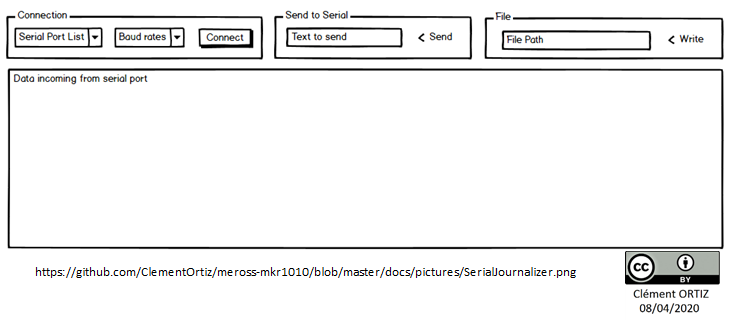 Connection
Serial Port List
Baud rates
Connect
Send to Serial
Text to send
< Send
File
File Path
< Write
Data incoming from serial port
https://github.com/ClementOrtiz/meross-mkr1010/blob/master/docs/pictures/SerialJournalizer.png
cc
BY
Clément ORTIZ
08/04/2020